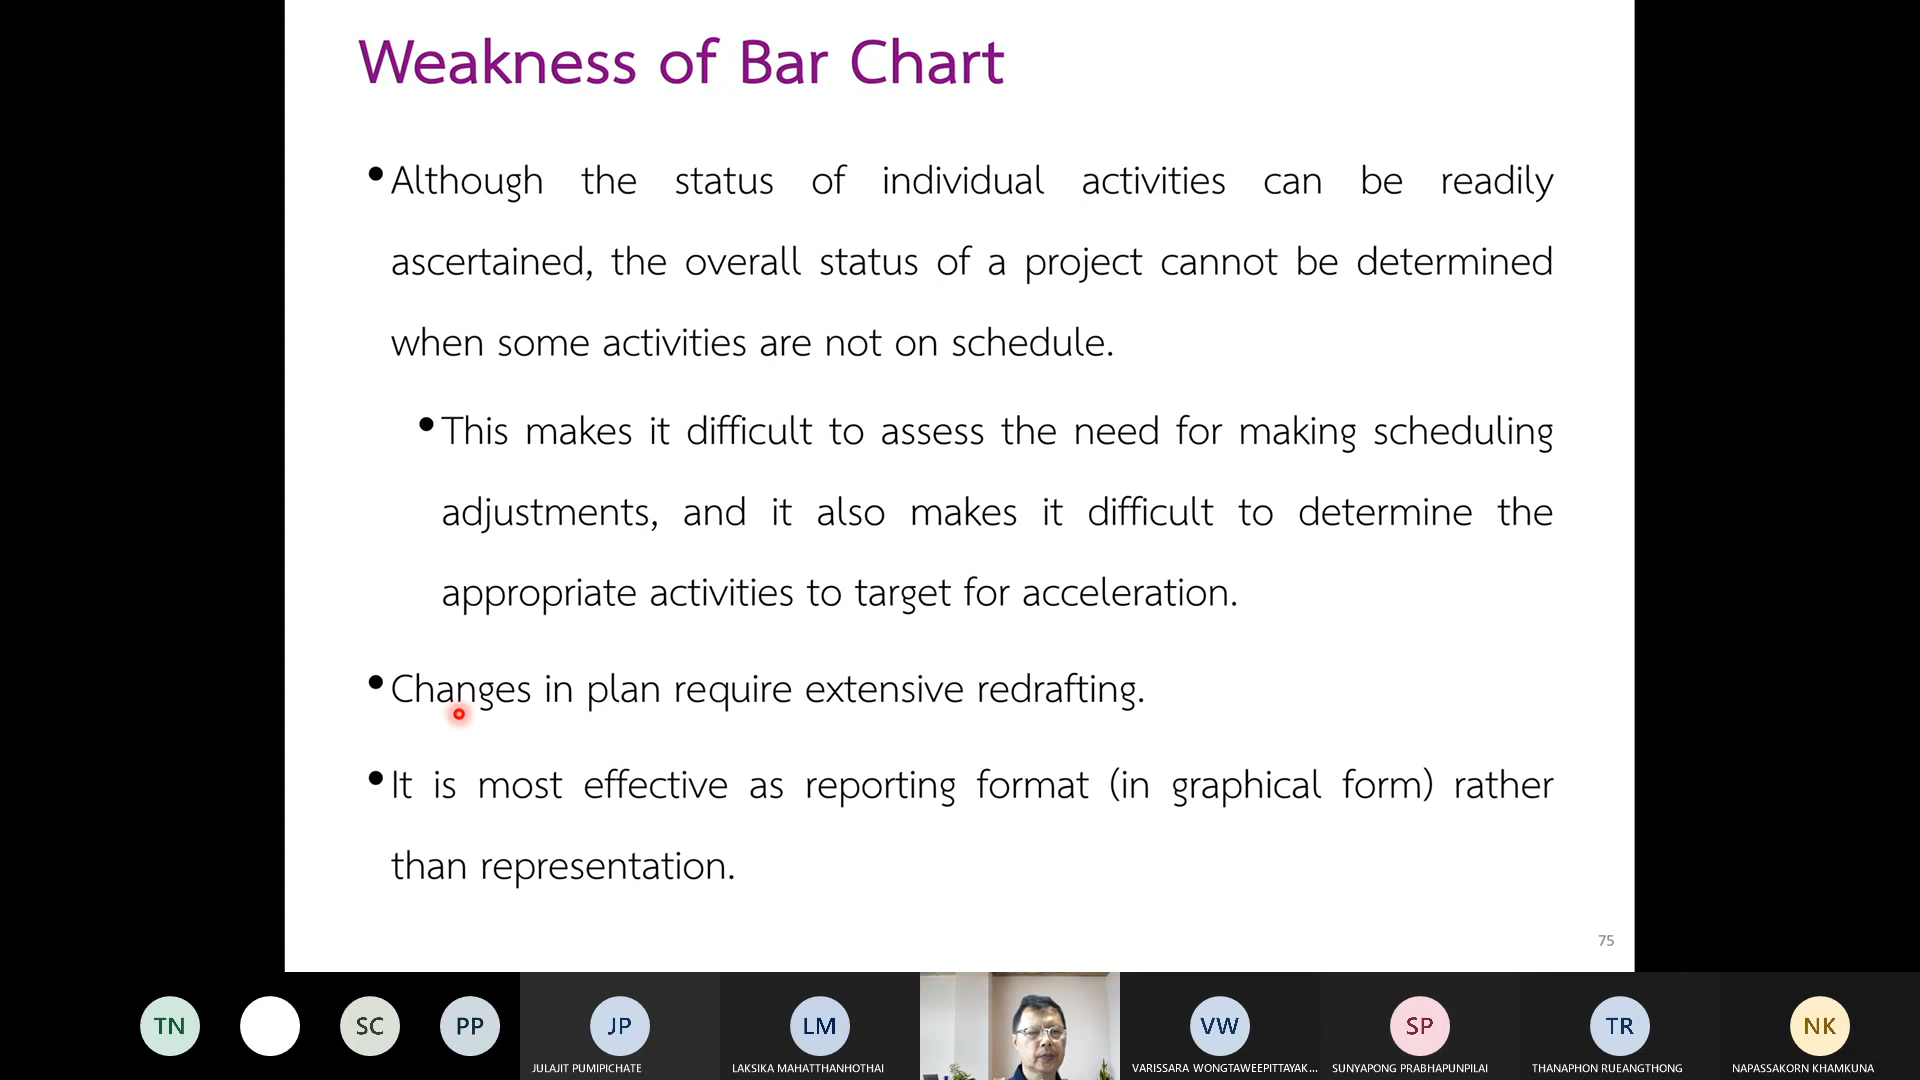 Weakness of Bar Chart
•Although the status of individual activities can be readily
ascertained, the overall status of a project cannot be determined
when some activities are not on schedule.
•This makes it difficult to assess the need for making scheduling
adjustments, and it also makes it difficult to determine the
appropriate activities to target for acceleration.
•Changes in plan require extensive redrafting.
•It is most effective as reporting format (in graphical form) rather
than representation.
75
TN
SC
PP
JP
LM
VW
SP
TR
NK
JULAJIT PUMIPICHATE
LAKSIKA MAHATTHANHOTHAI
VARISSARA WONGTAWEEPITTAYAK...
SUNYAPONG PRABHAPUNPILAI
THANAPHON RUEANGTHONG
NAPASSAKORN KHAMKUNA